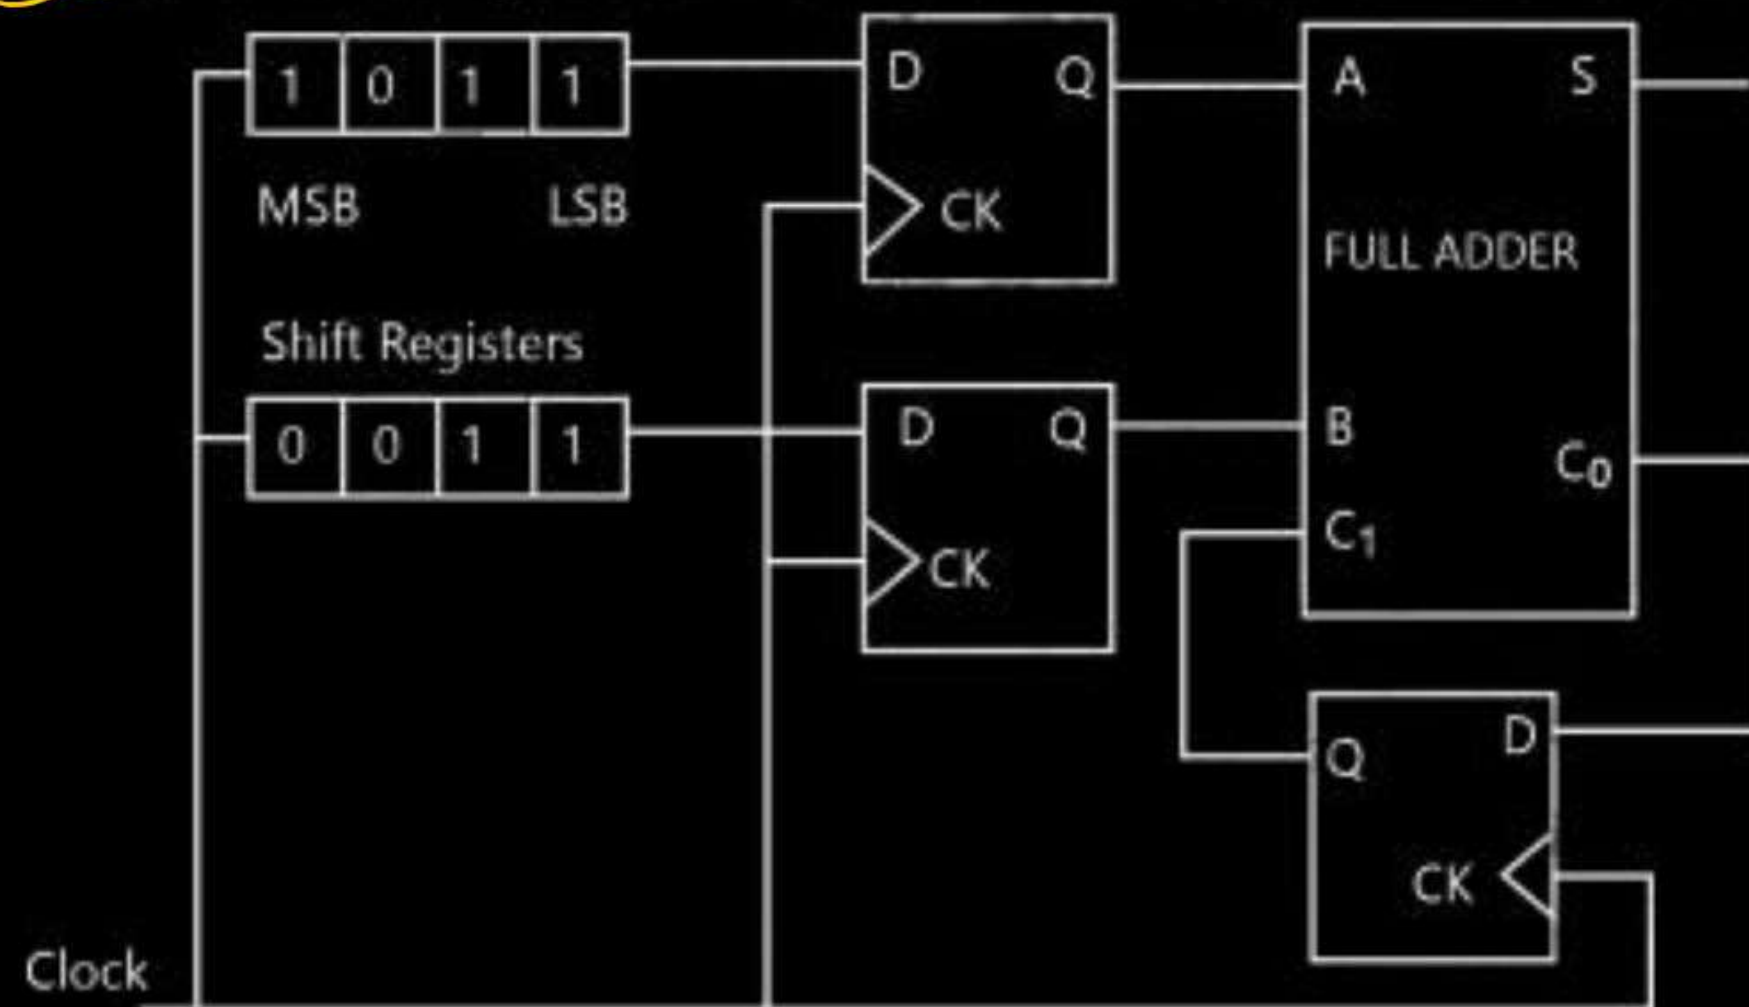 1 0 1 1
MSB LSB
Shift Registers
0 0 1 1
Clock
D Q
CK
D Q
CK
A S
FULL ADDER
B
C₀
C₁
Q D
CK